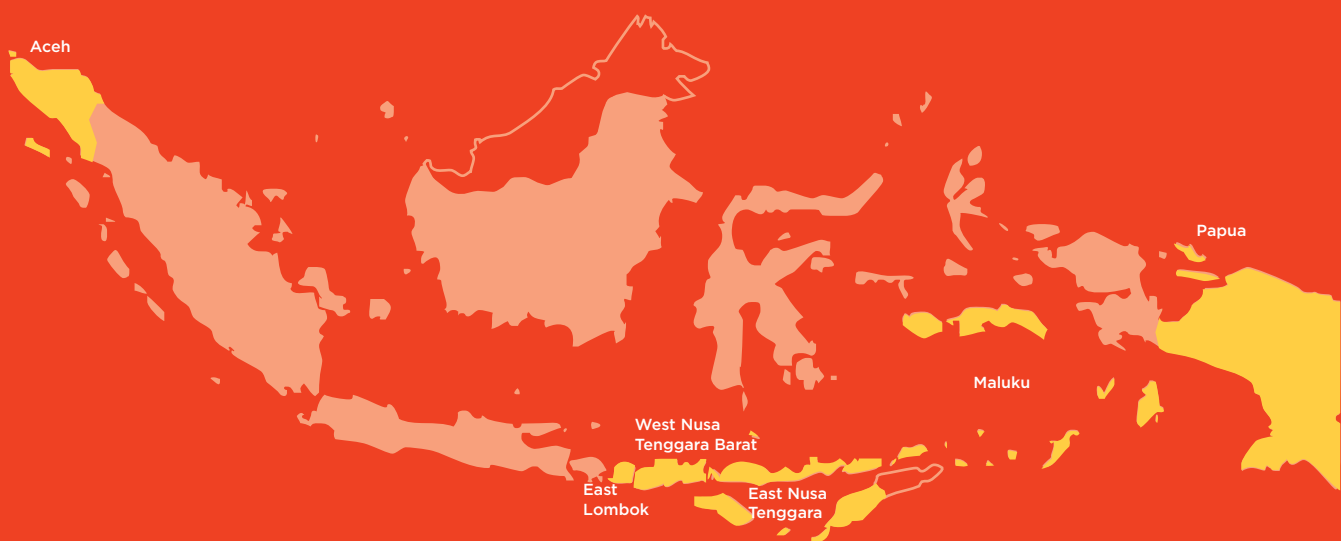 Aceh
Papua
Maluku
West Nusa
Tenggara Barat
East
Lombok
East Nusa
Tenggara